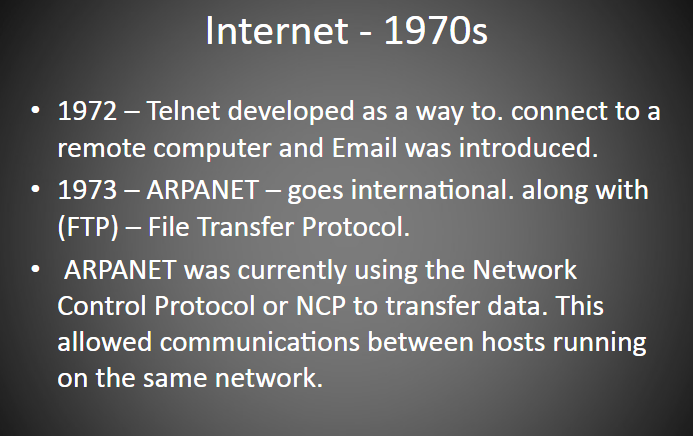 Internet - 1970s
• 1972 – Telnet developed as a way to. connect to a
remote computer and Email was introduced.
• 1973 – ARPANET – goes international. along with
(FTP) – File Transfer Protocol.
• ARPANET was currently using the Network
Control Protocol or NCP to transfer data. This
allowed communications between hosts running
on the same network.